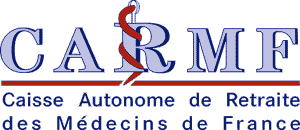 CARMF
Caisse Autonome de Retraite
des Médecins de France